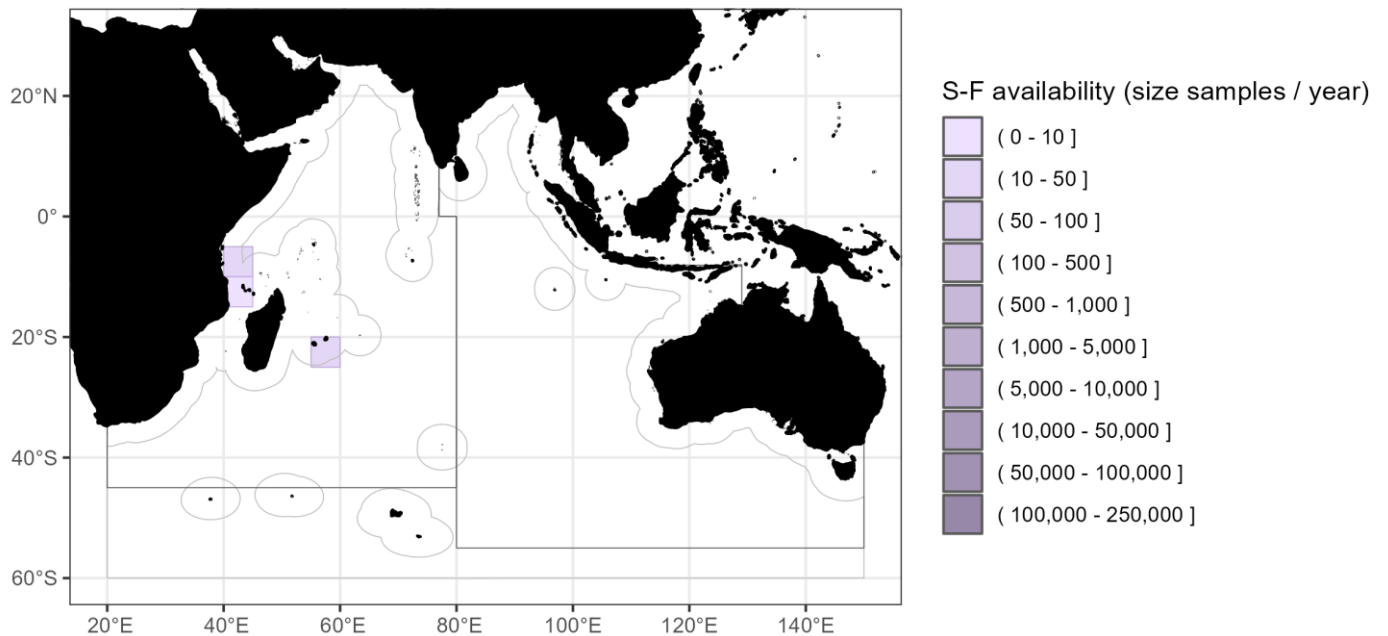 20°N
0°
20°S
40°S
60°S
20°E 40°E 60°E 80°E 100°E 120°E 140°E
S-F availability (size samples / year)
( 0 - 10 ]
( 10 - 50 ]
( 50 - 100 ]
( 100 - 500 ]
( 500 - 1,000 ]
( 1,000 - 5,000 ]
( 5,000 - 10,000 ]
( 10,000 - 50,000 ]
( 50,000 - 100,000 ]
( 100,000 - 250,000 ]